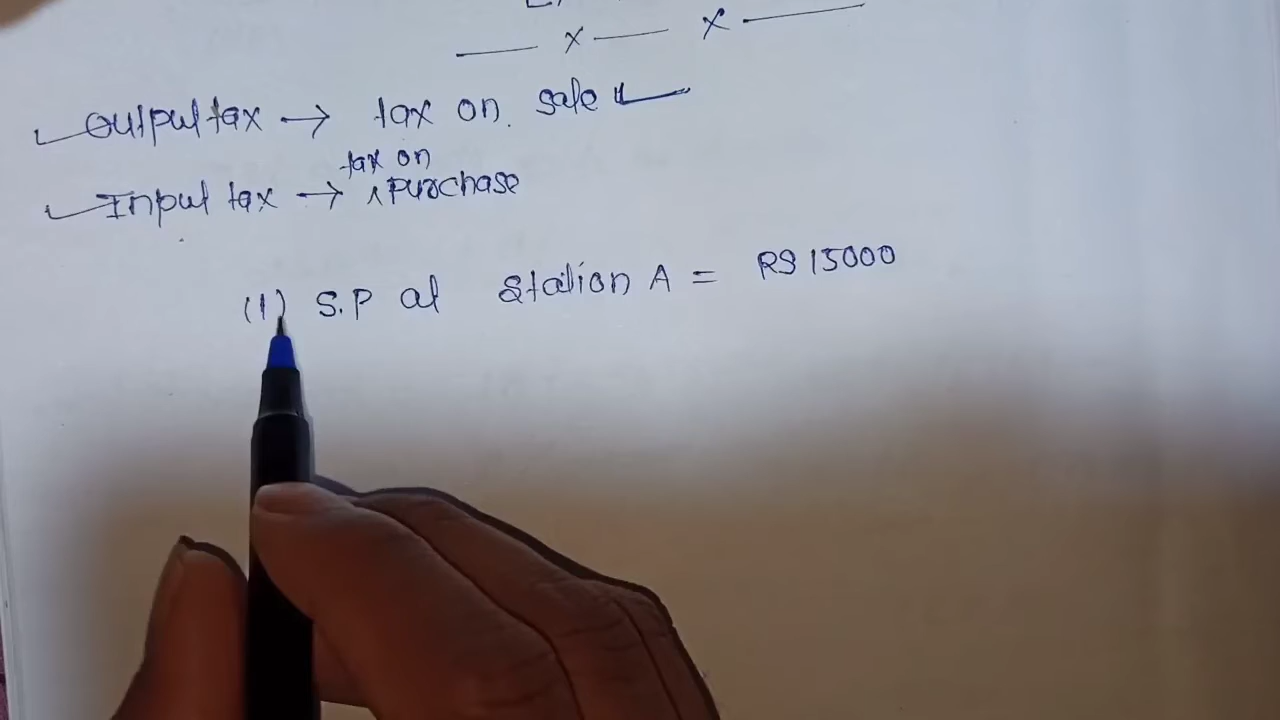 x x
Output tax → tax on sale
Input tax → tax on purchase
(1) S.P at Station A = RS 15000